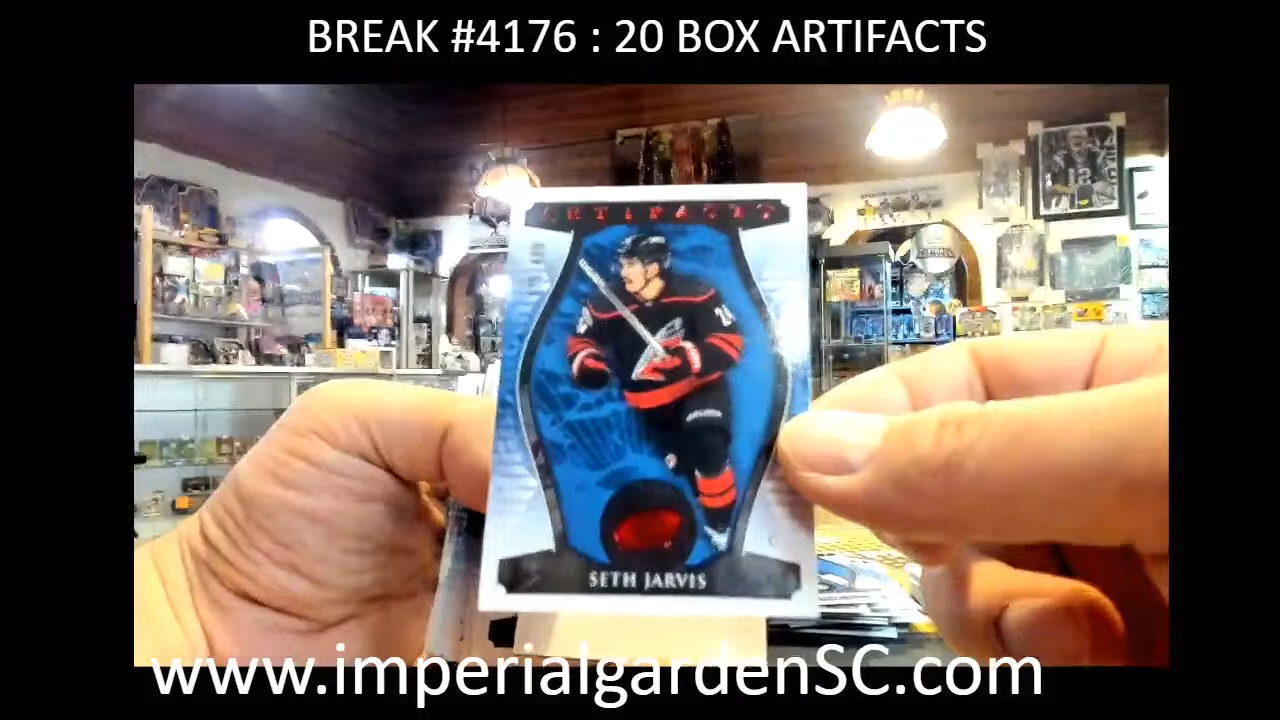 BREAK #4176 : 20 BOX ARTIFACTS
ARTIFACTS
SETH JARVIS
www.imperialgardenSC.com